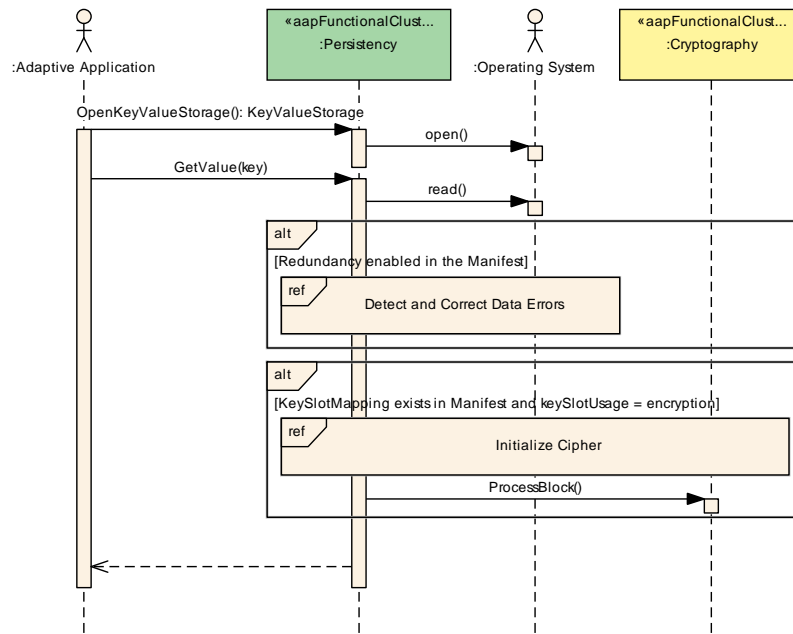 «aapFunctionalClust...
:Persistency
«aapFunctionalClust...
:Cryptography
:Adaptive Application
:Operating System
OpenKeyValueStorage(): KeyValueStorage
open()
GetValue(key)
read()
alt
[Redundancy enabled in the Manifest]
ref
Detect and Correct Data Errors
alt
[KeySlotMapping exists in Manifest and keySlotUsage = encryption]
ref
Initialize Cipher
ProcessBlock()